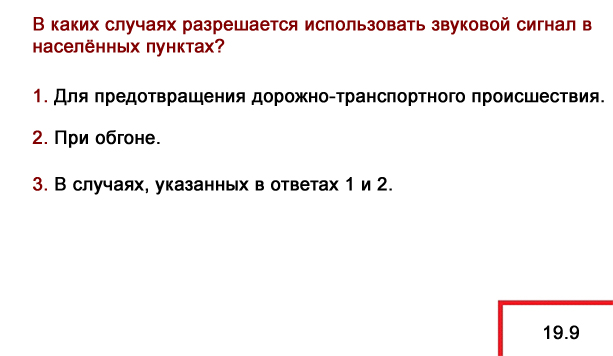 В каких случаях разрешается использовать звуковой сигнал в
населённых пунктах?
1. Для предотвращения дорожно-транспортного происшествия.
2. При обгоне.
3. В случаях, указанных в ответах 1 и 2.
19.9